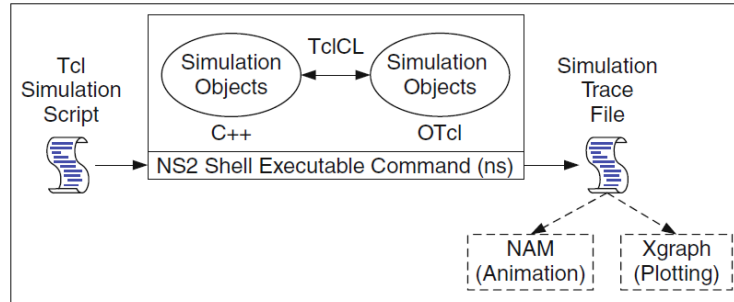 Tcl
Simulation
Script
Simulation
Objects
TclCL
Simulation
Objects
C++
OTcl
NS2 Shell Executable Command (ns)
Simulation
Trace
File
NAM
(Animation)
Xgraph
(Plotting)